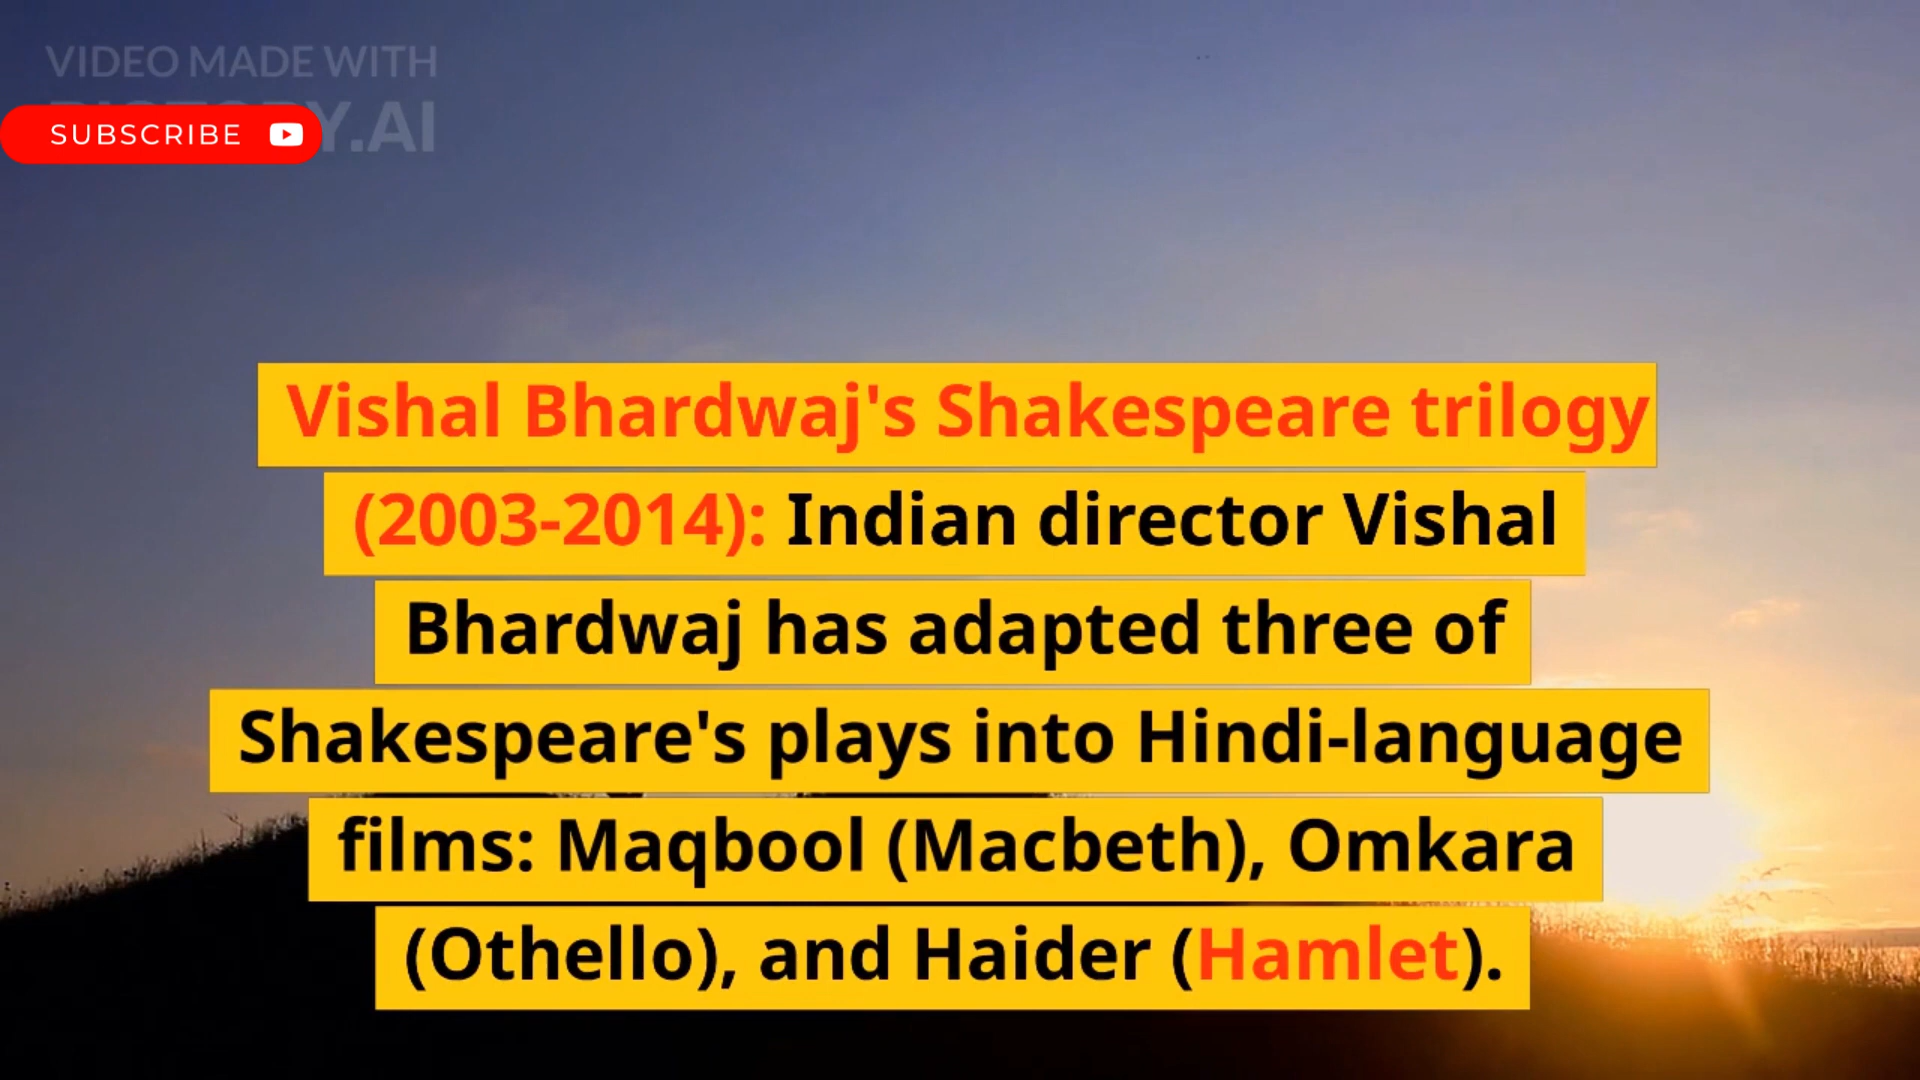 VIDEO MADE WITH
Y.AI
SUBSCRIBE
Vishal Bhardwaj's Shakespeare trilogy
(2003-2014): Indian director Vishal
Bhardwaj has adapted three of
Shakespeare's plays into Hindi-language
films: Maqbool (Macbeth), Omkara
(Othello), and Haider (Hamlet).